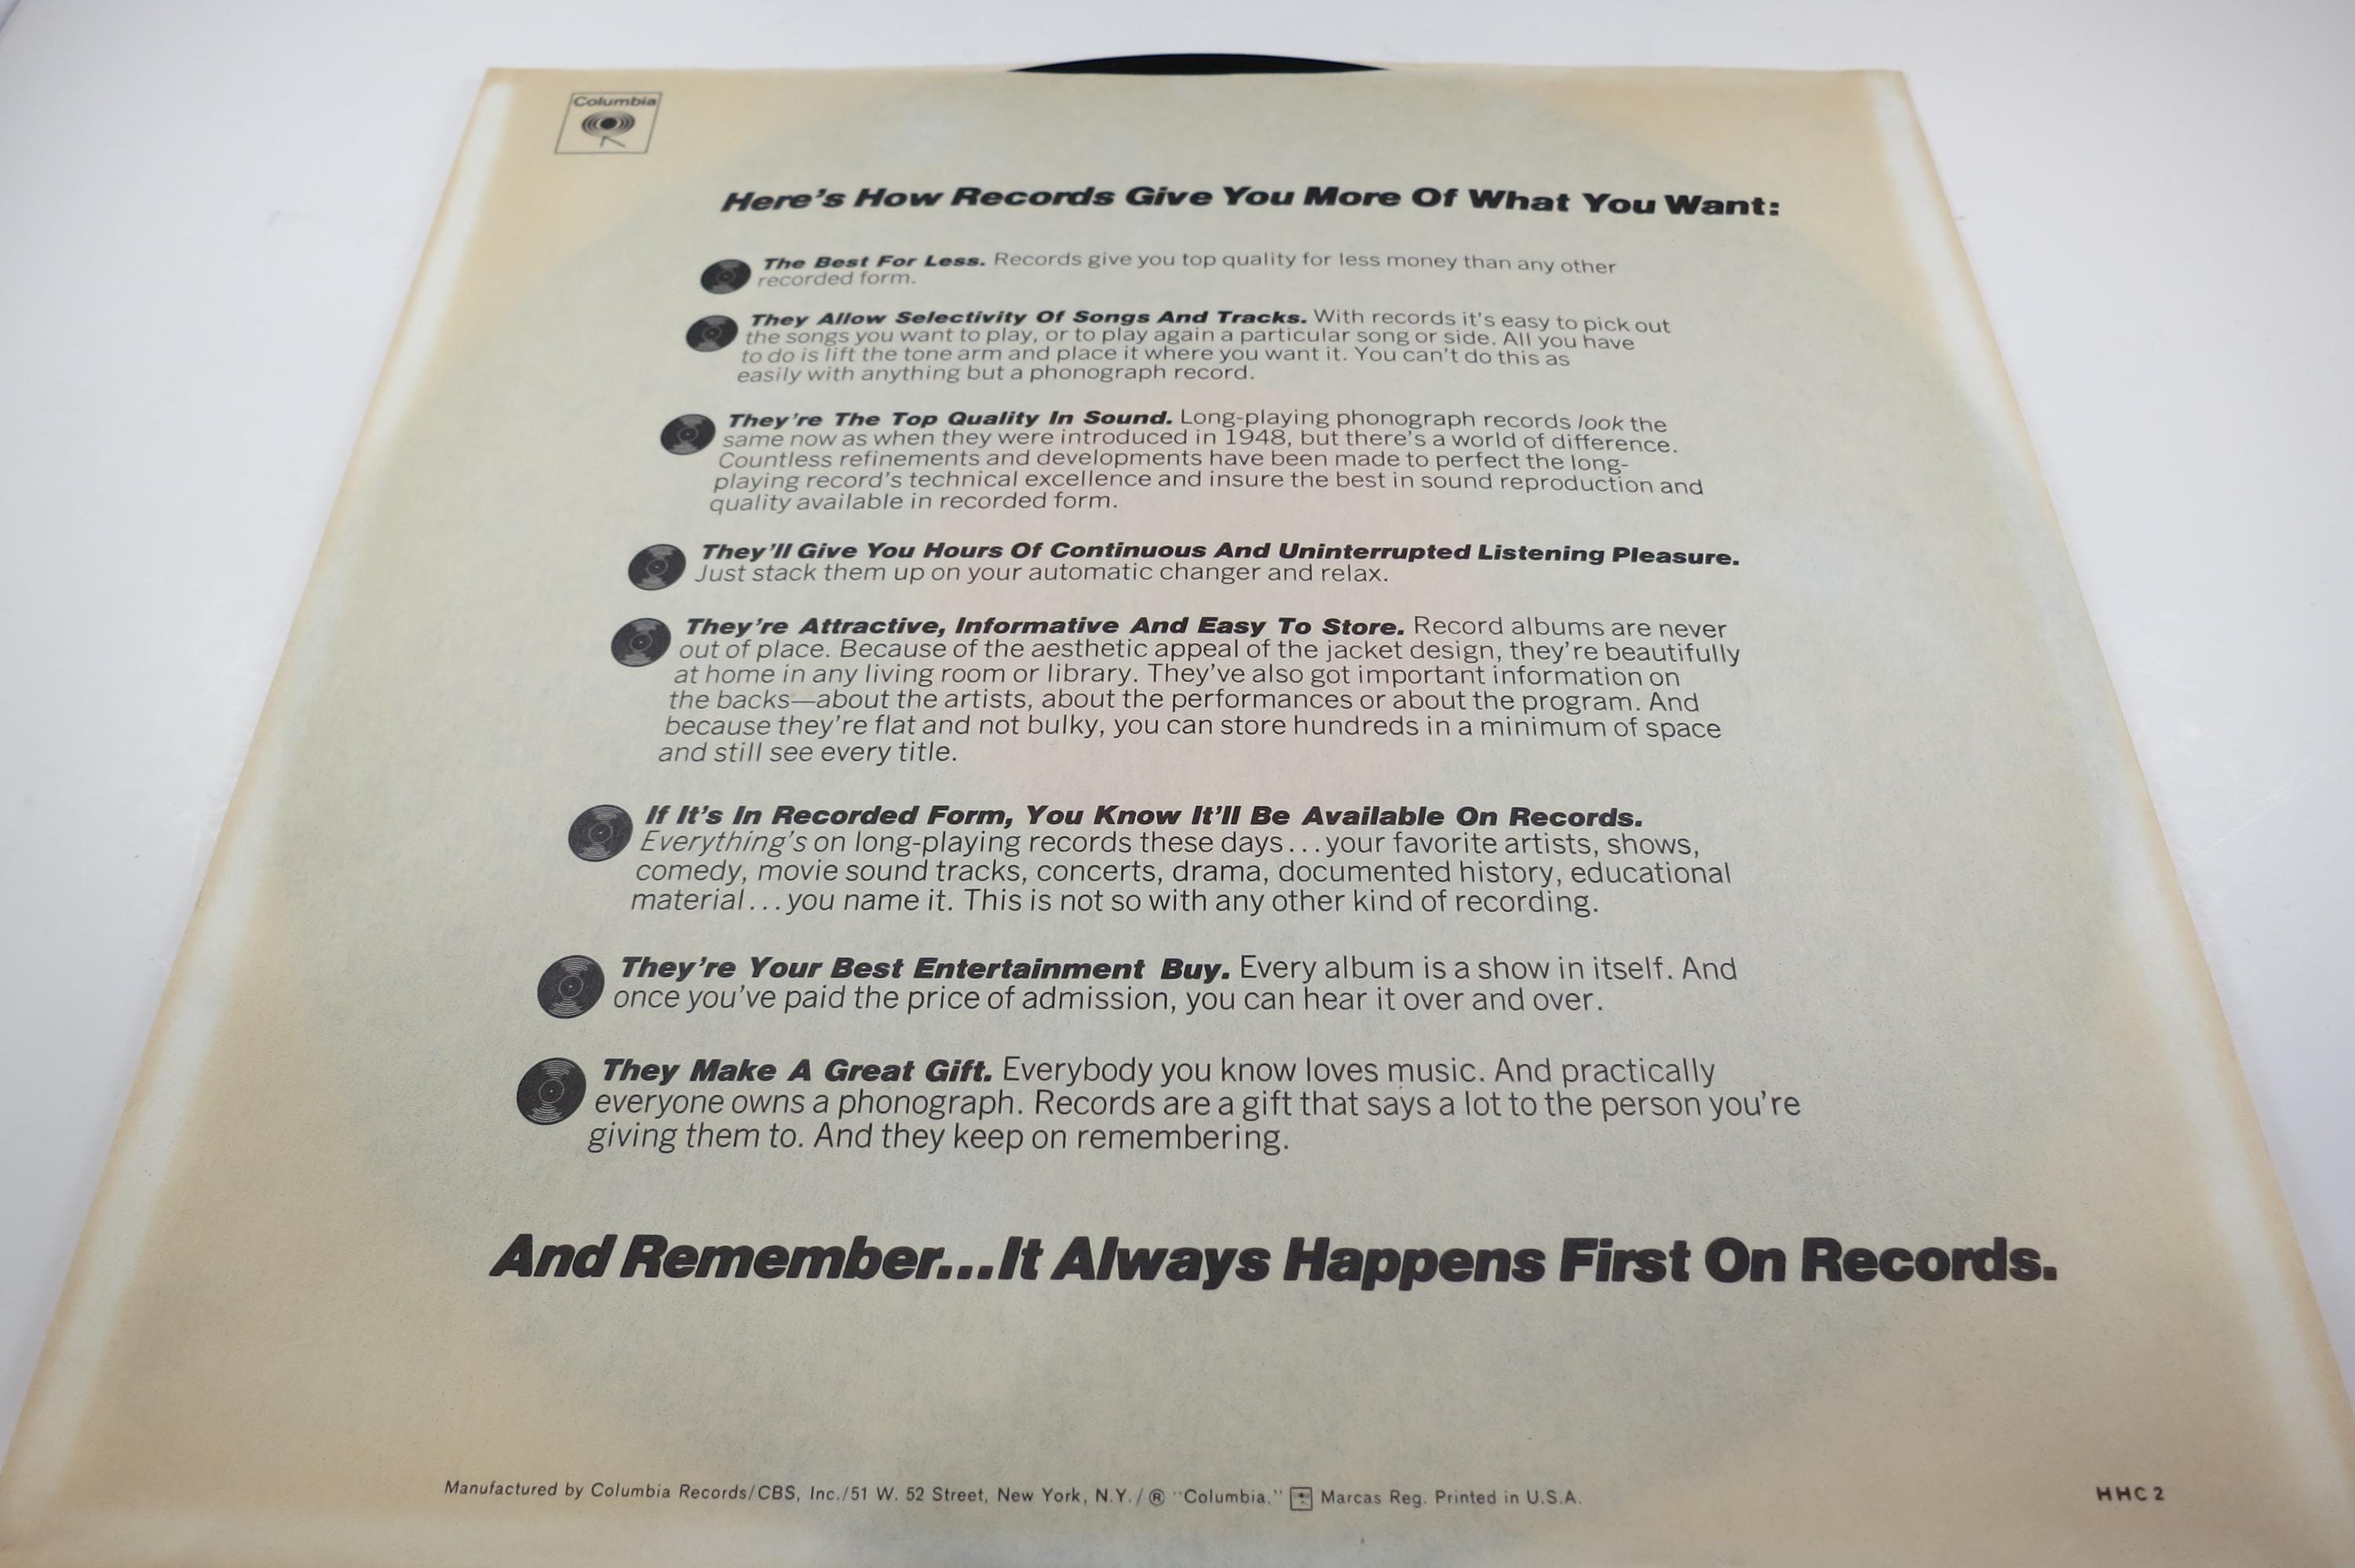 Columbia
Here's How Records Give You More Of What You Want:
The Best For Less. Records give you top quality for less money than any other
recorded form.
They Allow Selectivity Of Songs And Tracks. With records it's easy to pick out
the songs you want to play, or to play again a particular song or side. All you have
to do is lift the tone arm and place it where you want it. You can't do this as
easily with anything but a phonograph record.
They're The Top Quality In Sound. Long-playing phonograph records look the
same now as when they were introduced in 1948, but there's a world of difference.
Countless refinements and developments have been made to perfect the long-
playing record's technical excellence and insure the best in sound reproduction and
quality available in recorded form.
They'll Give You Hours Of Continuous And Uninterrupted Listening Pleasure.
Just stack them up on your automatic changer and relax.
They're Attractive, Informative And Easy To Store. Record albums are never
out of place. Because of the aesthetic appeal of the jacket design, they're beautifully
at home in any living room or library. They've also got important information on
the backs—about the artists, about the performances or about the program. And
because they're flat and not bulky, you can store hundreds in a minimum of space
and still see every title.
If It's In Recorded Form, You Know It'll Be Available On Records.
Everything's on long-playing records these days...your favorite artists, shows,
comedy, movie sound tracks, concerts, drama, documented history, educational
material...you name it. This is not so with any other kind of recording.
They're Your Best Entertainment Buy. Every album is a show in itself. And
once you've paid the price of admission, you can hear it over and over.
They Make A Great Gift. Everybody you know loves music. And practically
everyone owns a phonograph. Records are a gift that says a lot to the person you're
giving them to. And they keep on remembering.
And Remember...It Always Happens First On Records.
Manufactured by Columbia Records/CBS, Inc./51 W. 52 Street, New York, N.Y./® "Columbia," Marcas Reg. Printed in U.S.A.
HHC 2